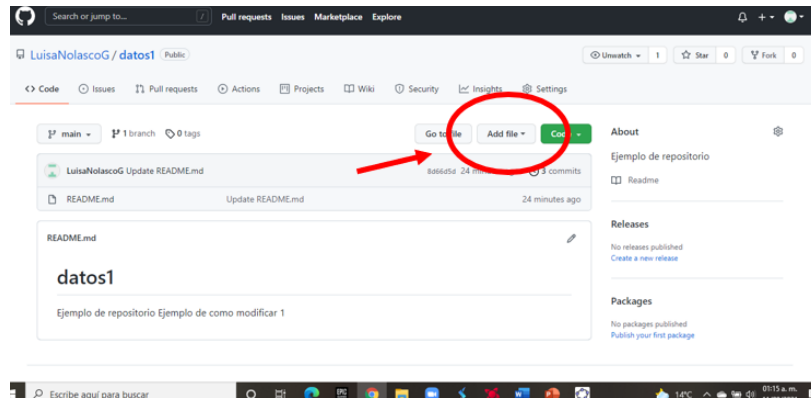 Search or jump to... / Pull requests Issues Marketplace Explore
LuisaNolascoG / datos1 Public
Unwatch 1 Star 0 Fork 0
<> Code Issues Pull requests Actions Projects Wiki Security Insights Settings
main 1 branch 0 tags Go to file Add file Code
About
Ejemplo de repositorio
Readme
LuisaNolascoG Update README.md 8d66d5d 24 3 commits
README.md Update README.md 24 minutes ago
Releases
No releases published
Create a new release
README.md
datos1
Ejemplo de repositorio Ejemplo de como modificar 1
Packages
No packages published
Publish your first package
Escribe aquí para buscar
EPIC
14°C
01:15 a. m.